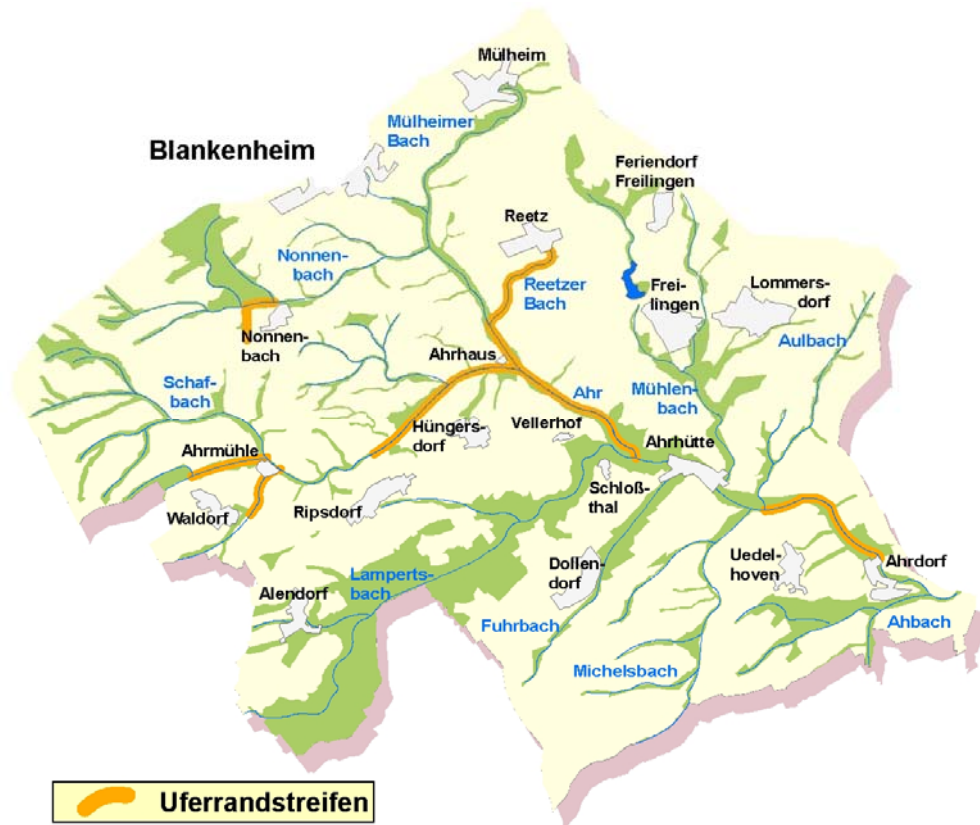 Mülheim
Mülheimer
Bach
Blankenheim
Feriendorf
Freilingen
Reetz
Nonnen-
bach
Reetzer
Bach
Frei-
lingen
Lommers-
dorf
Nonnen-
bach
Aulbach
Ahrhaus
Schaf-
bach
Ahr
Mühlen-
bach
Hüngers-
dorf
Vellerhof
Ahrhütte
Ahrmühle
Schloß-
thal
Waldorf
Ripsdorf
Dollen-
dorf
Uedel-
hoven
Ahrdorf
Lamperts-
bach
Alendorf
Fuhrbach
Ahbach
Michelsbach
Uferrandstreifen